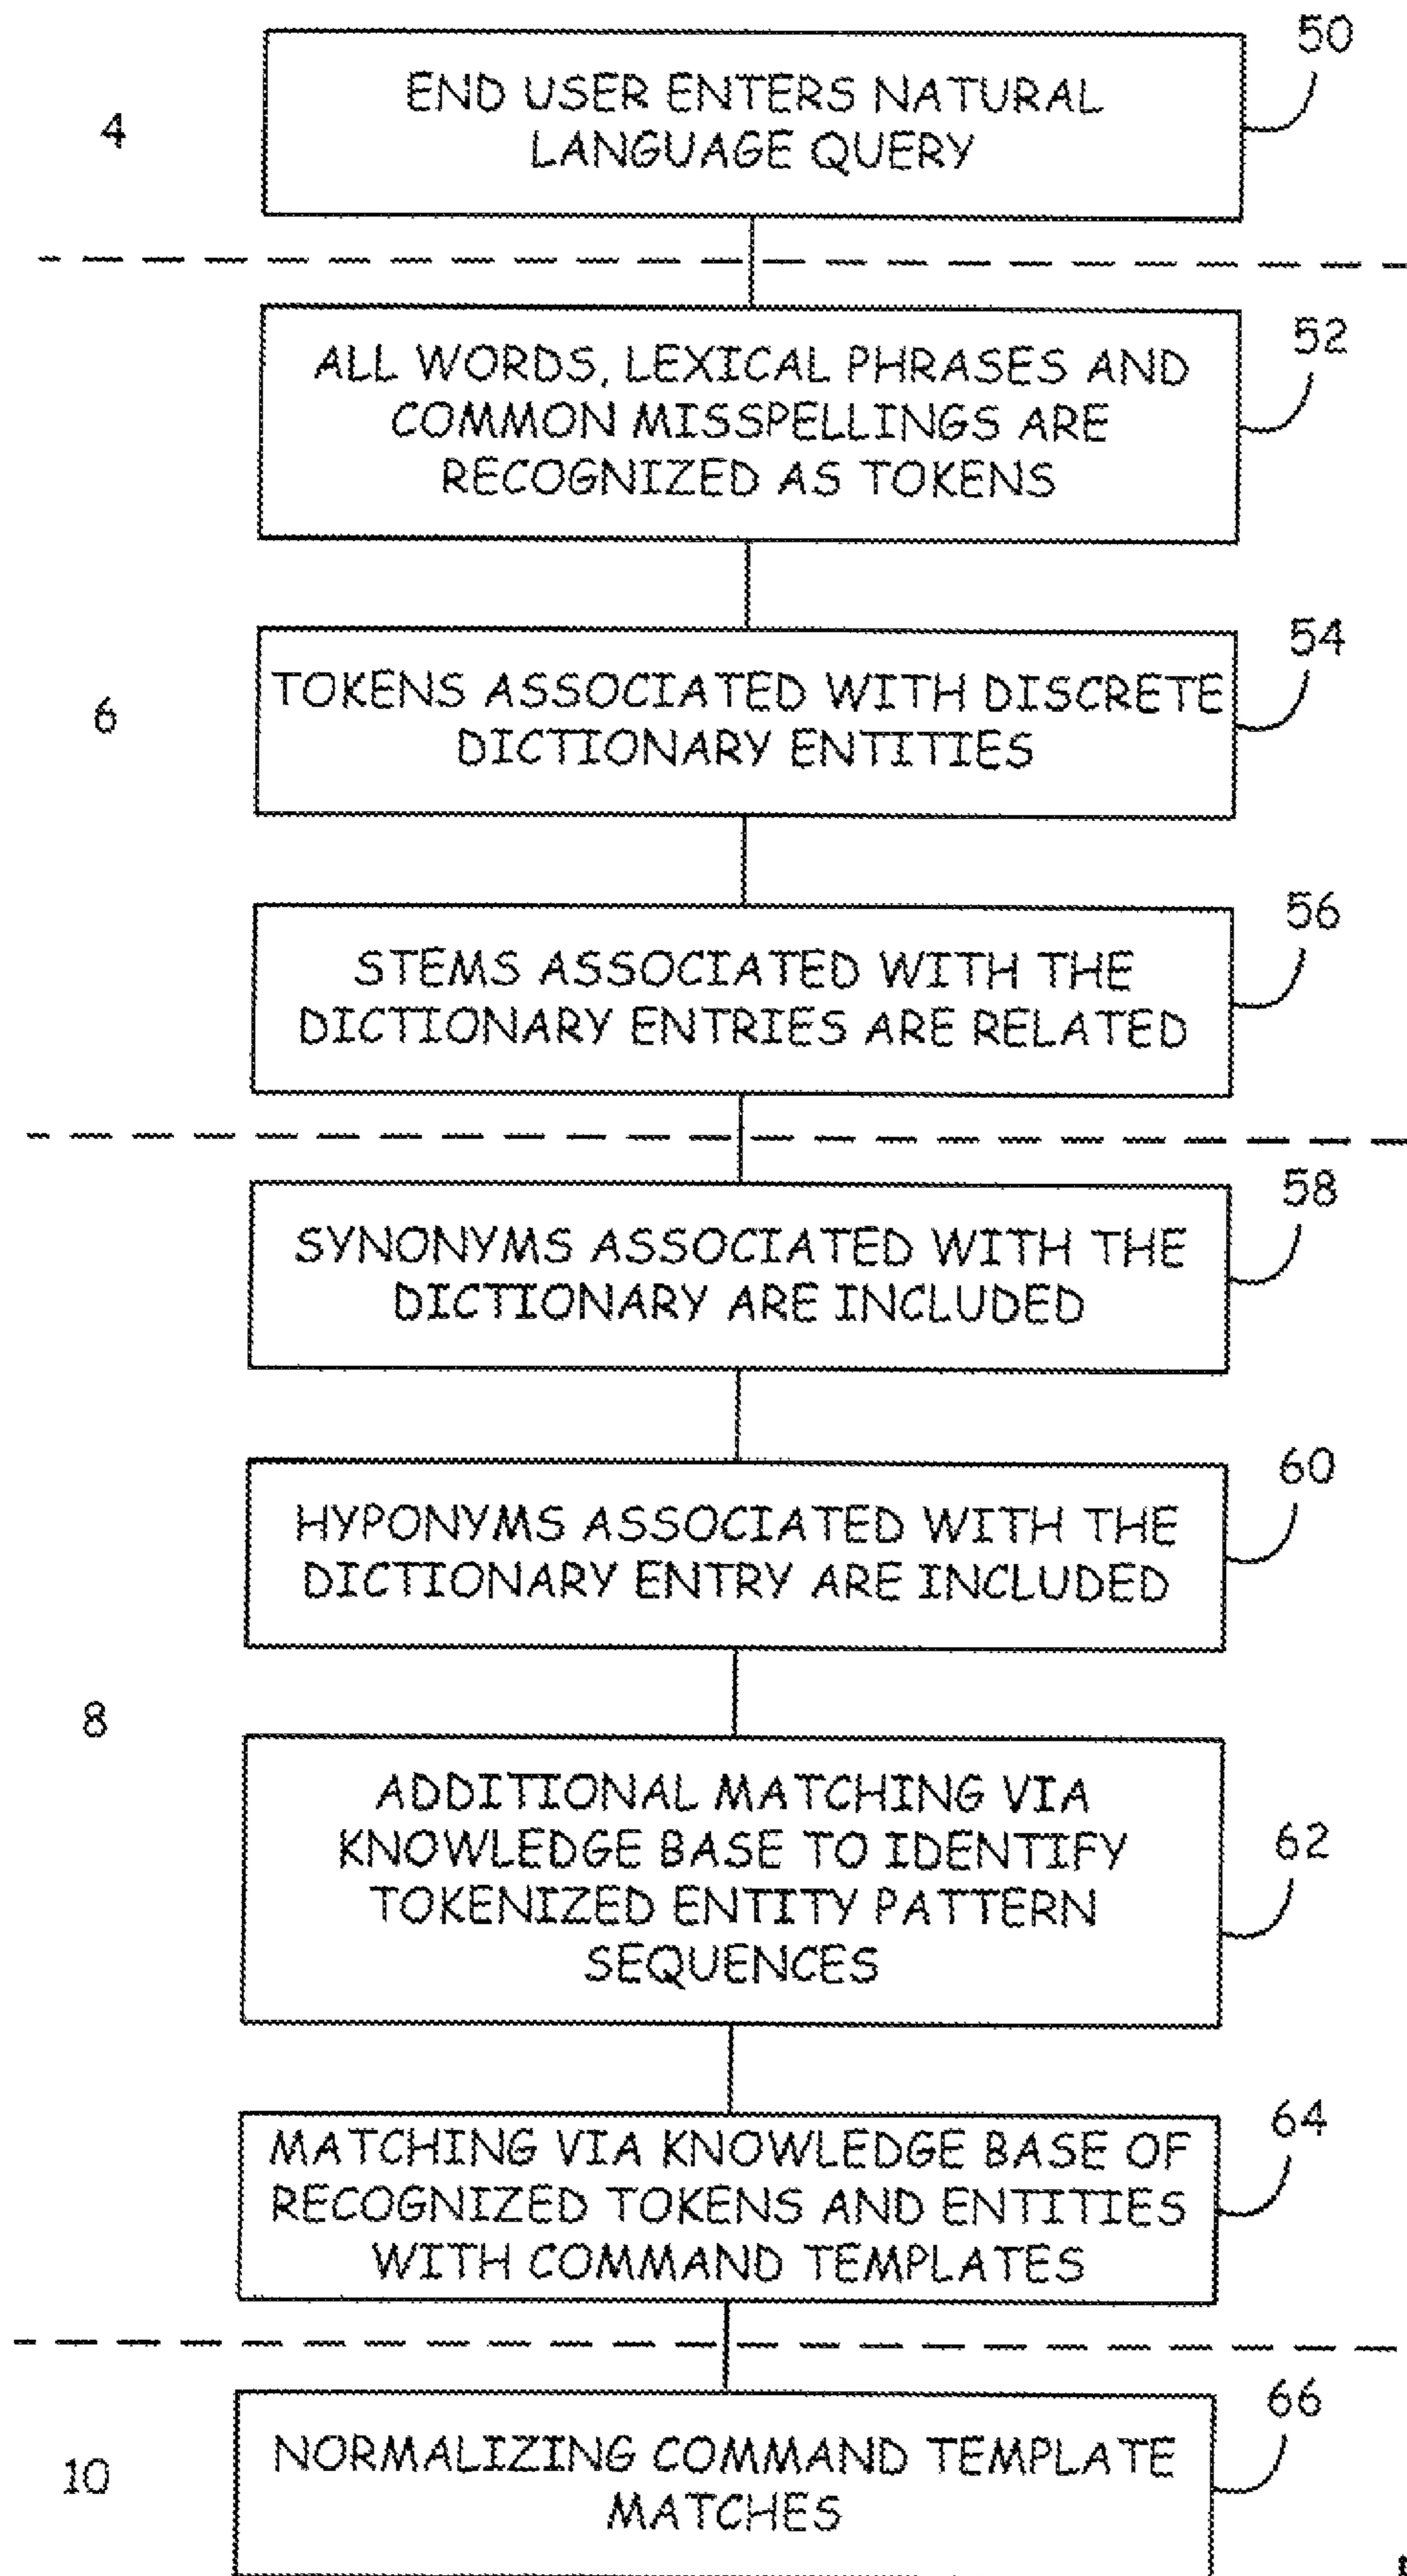 50
END USER ENTERS NATURAL
LANGUAGE QUERY
4
52
ALL WORDS, LEXICAL PHRASES AND
COMMON MISSPELLINGS ARE
RECOGNIZED AS TOKENS
54
TOKENS ASSOCIATED WITH DISCRETE
DICTIONARY ENTITIES
6
56
STEMS ASSOCIATED WITH THE
DICTIONARY ENTRIES ARE RELATED
58
SYNONYMS ASSOCIATED WITH THE
DICTIONARY ARE INCLUDED
60
HYPONYMS ASSOCIATED WITH THE
DICTIONARY ENTRY ARE INCLUDED
8
ADDITIONAL MATCHING VIA
KNOWLEDGE BASE TO IDENTIFY
TOKENIZED ENTITY PATTERN
SEQUENCES
62
64
MATCHING VIA KNOWLEDGE BASE OF
RECOGNIZED TOKENS AND ENTITIES
WITH COMMAND TEMPLATES
66
NORMALIZING COMMAND TEMPLATE
MATCHES
10